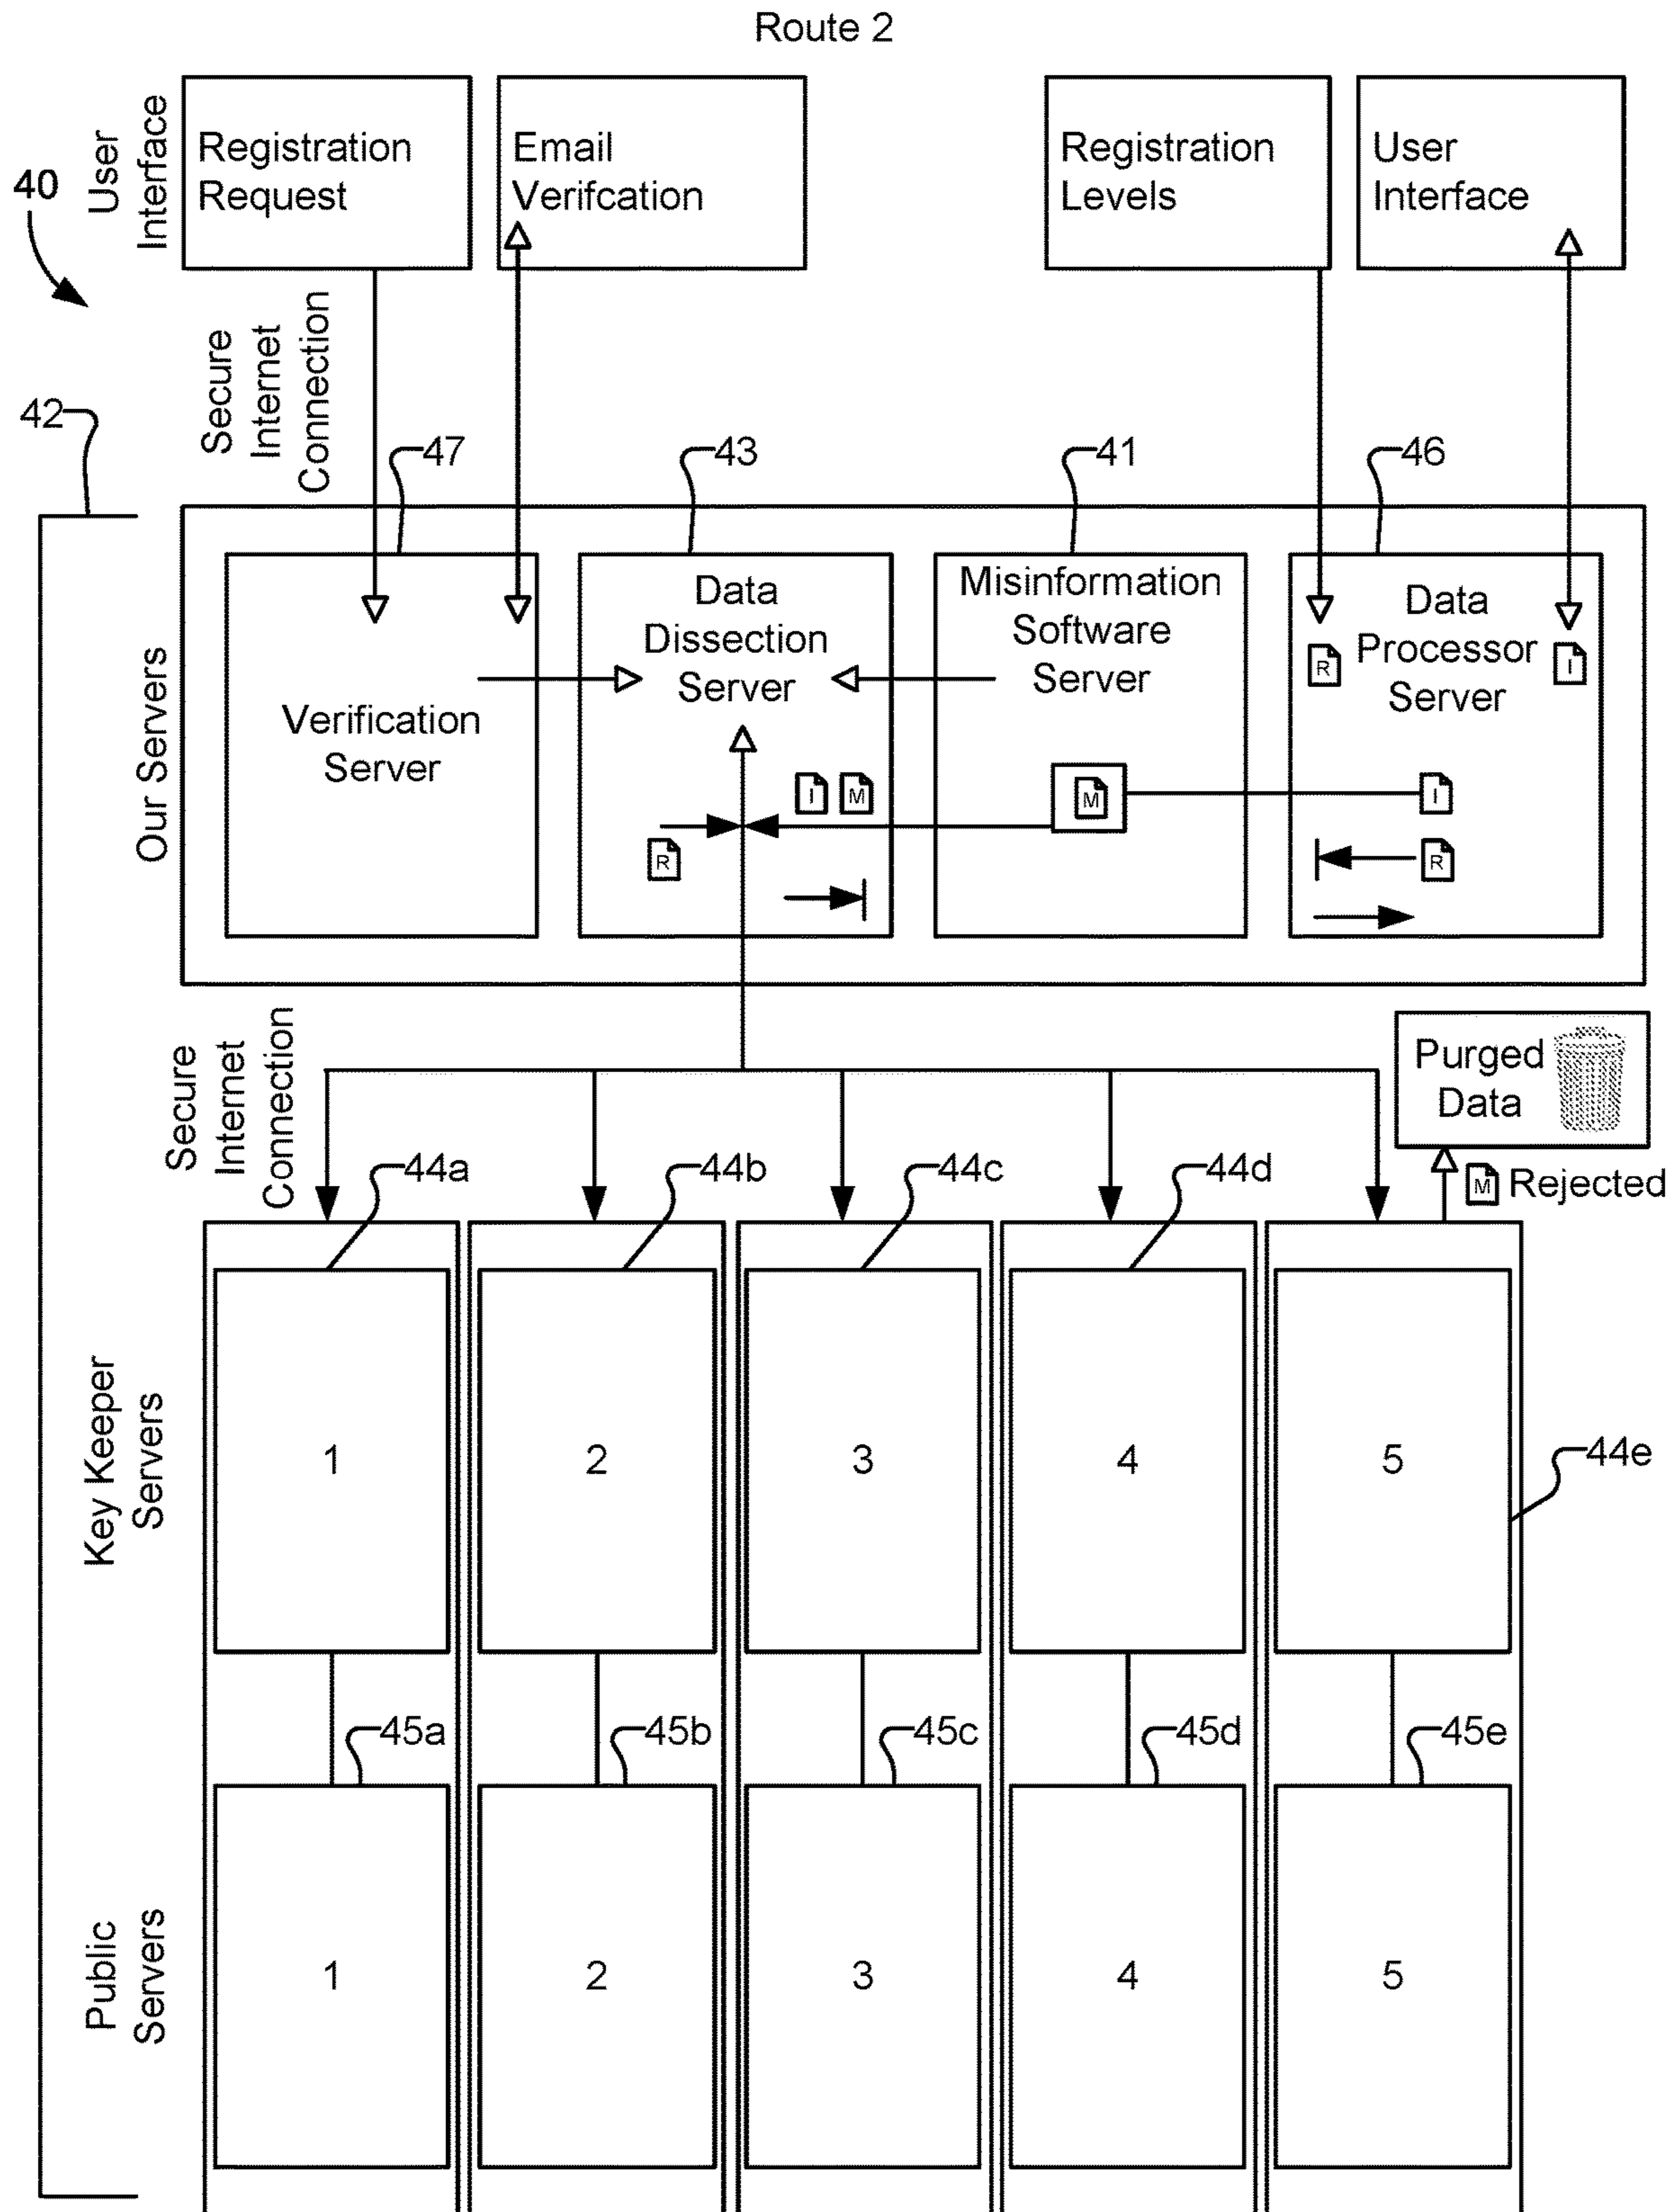 Route 2
User
Interface
Registration
Request
Email
Verifcation
Registration
Levels
User
Interface
40
Secure
Internet
Connection
42
47
43
41
46
Our Servers
Verification
Server
Data
Dissection
Server
I
M
R
Misinformation
Software
Server
M
Data
Processor
Server
R
I
I
R
Secure
Internet
Connection
Purged
Data
M Rejected
44a
44b
44c
44d
44e
Key Keeper
Servers
1
2
3
4
5
45a
45b
45c
45d
45e
Public
Servers
1
2
3
4
5